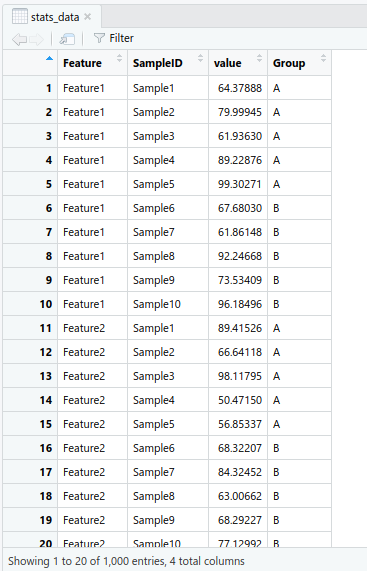 stats_data
Filter
Feature SampleID value Group
1 Feature1 Sample1 64.37888 A
2 Feature1 Sample2 79.99945 A
3 Feature1 Sample3 61.93630 A
4 Feature1 Sample4 89.22876 A
5 Feature1 Sample5 99.30271 A
6 Feature1 Sample6 67.68030 B
7 Feature1 Sample7 61.86148 B
8 Feature1 Sample8 92.24668 B
9 Feature1 Sample9 73.53409 B
10 Feature1 Sample10 96.18496 B
11 Feature2 Sample1 89.41526 A
12 Feature2 Sample2 66.64118 A
13 Feature2 Sample3 98.11795 A
14 Feature2 Sample4 50.47150 A
15 Feature2 Sample5 56.85337 A
16 Feature2 Sample6 68.32207 B
17 Feature2 Sample7 84.32452 B
18 Feature2 Sample8 63.00662 B
19 Feature2 Sample9 68.29227 B
20 Feature2 Sample10 77.12992 B
Showing 1 to 20 of 1,000 entries, 4 total columns